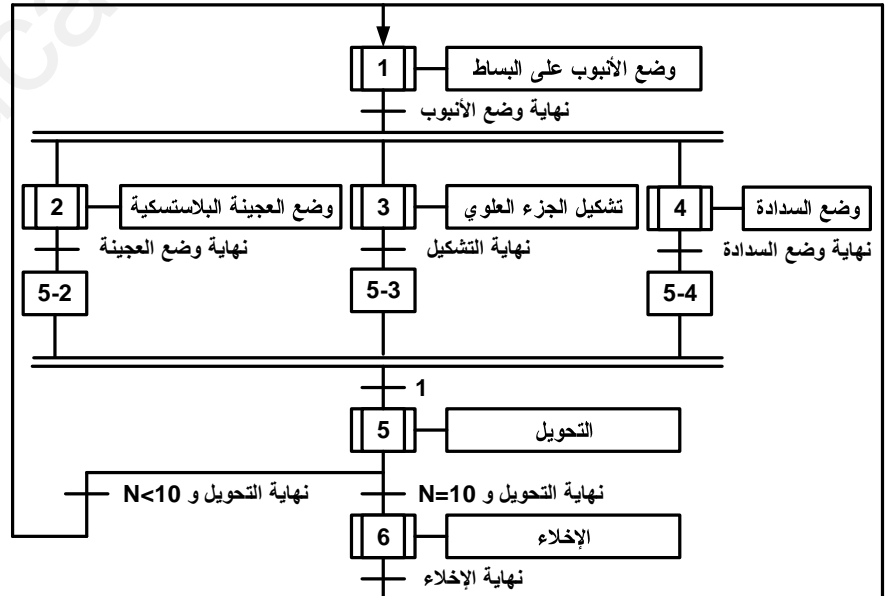 1 وضع الأنبوب على البساط
نهاية وضع الأنبوب
2 وضع العجينة البلاستسكية
3 تشكيل الجزء العلوي
4 وضع السدادة
نهاية وضع العجينة
نهاية التشكيل
نهاية وضع السدادة
5-2
5-3
5-4
1
5 التحويل
نهاية التحويل و N<10
نهاية التحويل و N=10
6 الإخلاء
نهاية الإخلاء